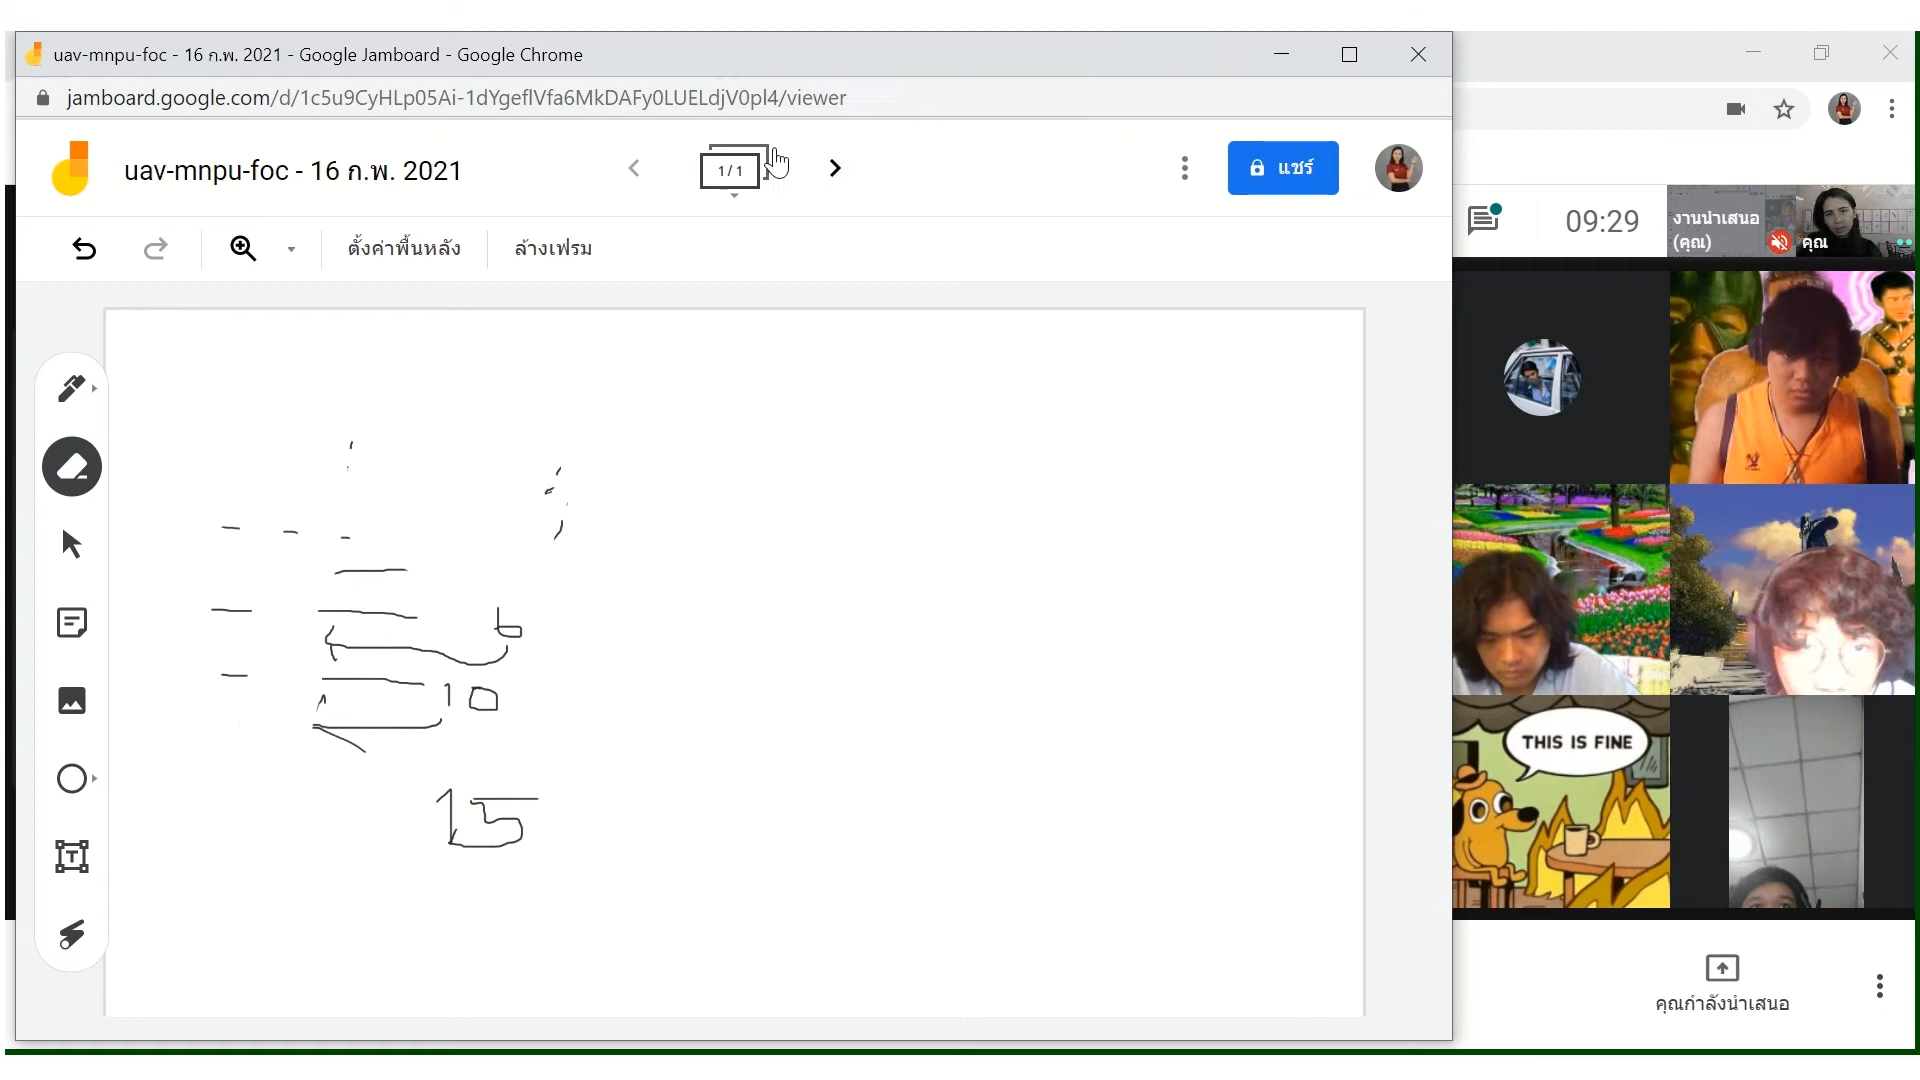 uav-mnpu-foc - 16 ก.พ. 2021 - Google Jamboard - Google Chrome
jamboard.google.com/d/1c5u9CyHLp05Ai-1dYgeflVfa6MkDAFy0LUELdjV0pl4/viewer
uav-mnpu-foc - 16 ก.พ. 2021
1/1
แชร์
09:29
งานนำเสนอ
(คุณ)
คุณ
ตั้งค่าพื้นหลัง
ล้างเฟรม
6
10
15
THIS IS FINE
คุณกำลังนำเสนอ